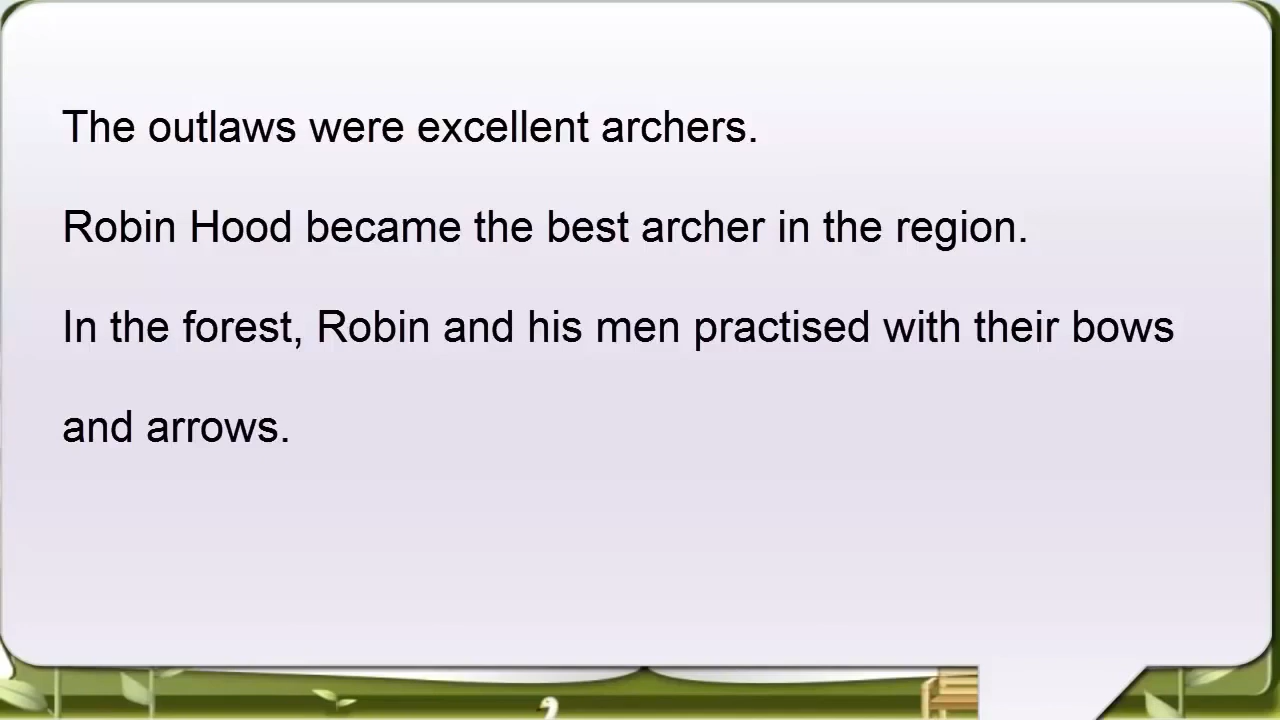 The outlaws were excellent archers.
Robin Hood became the best archer in the region.
In the forest, Robin and his men practised with their bows
and arrows.